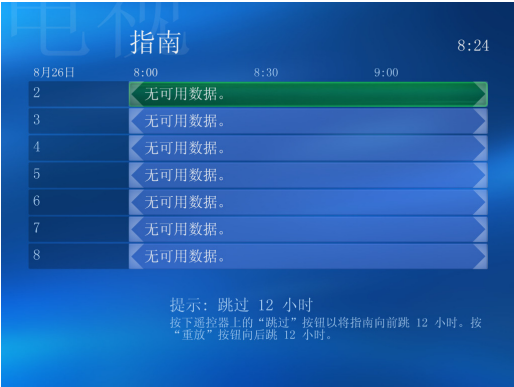 电视
指南
8:24
8月26日 8:00 8:30 9:00
2 无可用数据。
3 无可用数据。
4 无可用数据。
5 无可用数据。
6 无可用数据。
7 无可用数据。
8 无可用数据。
提示: 跳过 12 小时
按下遥控器上的“跳过”按钮以将指南向前跳 12 小时。按
“重放”按钮向后跳 12 小时。